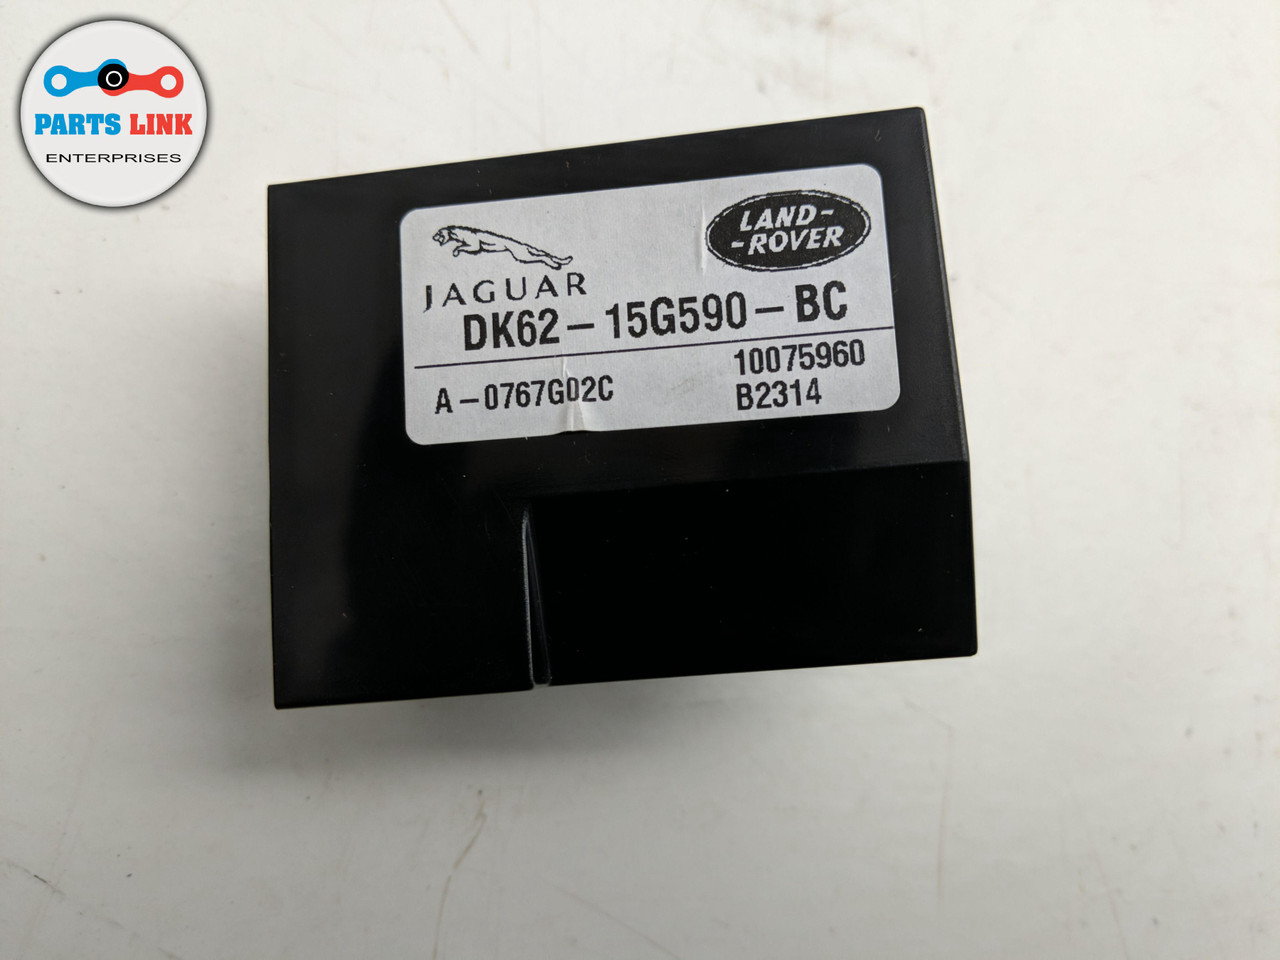 PARTS LINK
ENTERPRISES
JAGUAR
LAND-
-ROVER
DK62-15G590-BC
A-0767G02C
10075960
B2314